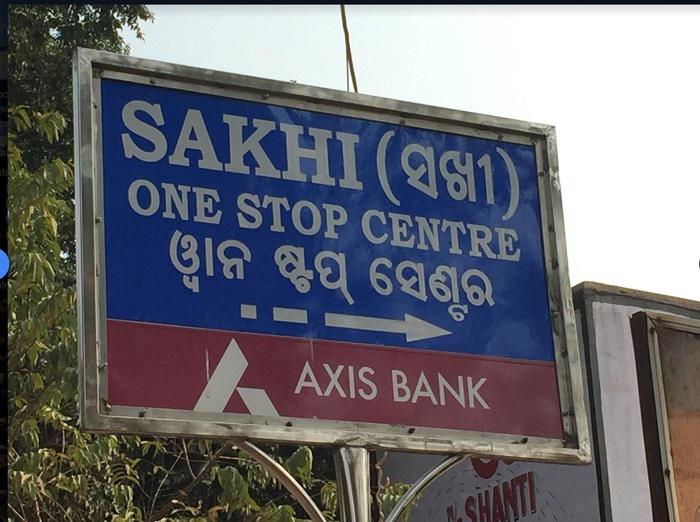 SAKHI (ସଖୀ)
ONE STOP CENTRE
ୱାନ ଷ୍ଟପ୍ ସେଣ୍ଟର
AXIS BANK
SHANTI